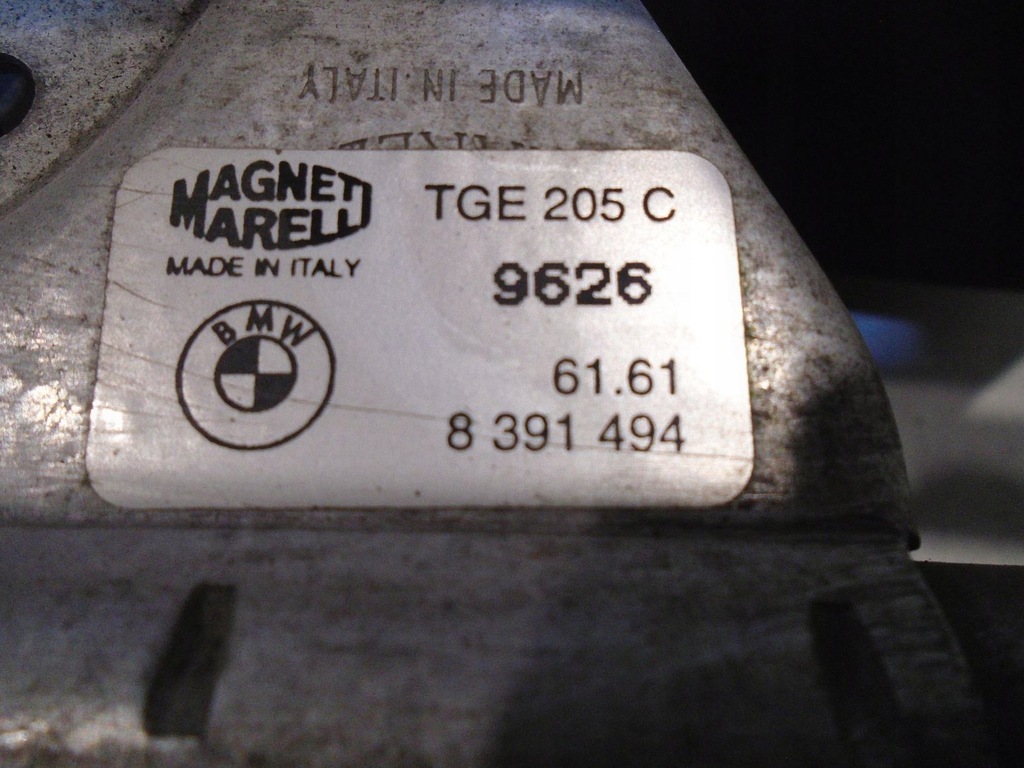 MADE IN ITALY
MAGNETI
MARELLI
MADE IN ITALY
TGE 205 C
9626
BMW
61.61
8 391 494